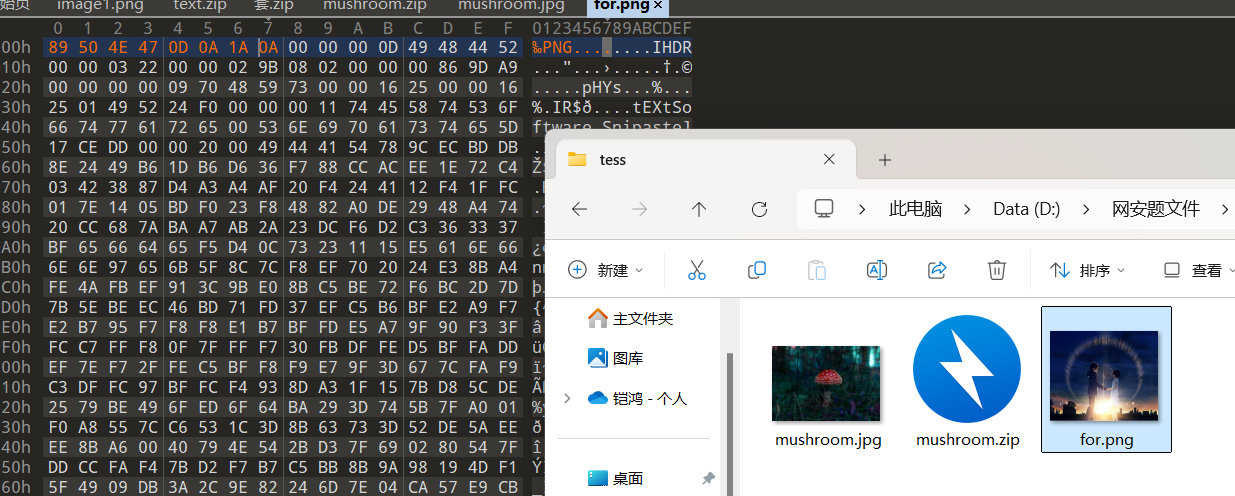 始页 image1.png text.zip 套.zip mushroom.zip mushroom.jpg for.png ×
0 1 2 3 4 5 6 7 8 9 A B C D E F 0123456789ABCDEF
00h 89 50 4E 47 0D 0A 1A 0A 00 00 00 0D 49 48 44 52 ‰PNG........IHDR
10h 00 00 03 22 00 00 02 9B 08 02 00 00 00 86 9D A9 ..."...›.....†.©
20h 00 00 00 00 09 70 48 59 73 00 00 16 25 00 00 16 .....pHYs...%...
30h 25 01 49 52 24 F0 00 00 00 11 74 45 58 74 53 6F %.IR$ð....tEXtSo
40h 66 74 77 61 72 65 00 53 6E 69 70 61 73 74 65 5D ftware.Snipaste]
50h 17 CE DD 00 00 20 00 49 44 41 54 78 9C EC BD DB
60h 8E 24 49 B6 1D B6 D6 36 F7 88 CC AC EE 1E 72 C4
70h 03 42 38 87 D4 A3 A4 AF 20 F4 24 41 12 F4 1F FC
80h 01 7E 14 05 BD F0 23 F8 48 82 A0 DE 29 48 A4 74
90h 20 CC 68 7A BA A7 AB 2A 23 DC F6 D2 C3 36 33 37
A0h BF 65 66 64 65 F5 D4 0C 73 23 11 15 E5 61 6E 66
B0h 6E 6E 97 65 6B 5F 8C 7C F8 EF 70 20 24 E3 8B A4
C0h FE 4A FB EF 91 3C 9B E0 8B C5 BE 72 F6 BC 2D 7D
D0h 7B 5E BE EC 46 BD 71 FD 37 EF C5 B6 BF E2 A9 F7
E0h E2 B7 95 F7 F8 F8 E1 B7 BF FD E5 A7 9F 90 F3 3F
F0h FC C7 FF F8 0F 7F FF F7 30 FB DF FE D5 BF FA DD
00h EF 7E F7 2F FE C5 BF F8 F9 E7 9F 3D 67 7C FA F9
10h C3 DF FC 97 BF FC F4 93 8D A3 1F 15 7B D8 5C DE
20h 25 79 BE 49 6F ED 6F 64 BA 29 3D 74 5B 7F A0 01
30h F0 A8 55 7C C6 53 1C 3D 8B 63 73 3D 52 DE 5A EE
40h EE 8B A6 00 40 79 4E 54 2B D3 7F 69 02 80 54 7F
50h DD CC FA F4 7B D2 F7 B7 C5 BB 8B 9A 98 19 4D F1
60h 5F 49 09 DB 3A 2C 9E 82 24 6D 7E 04 CA 57 E9 CB
tess
此电脑 Data (D:) 网安题文件
新建 排序 查看
主文件夹
图库
铠鸿 - 个人
桌面
mushroom.jpg mushroom.zip for.png